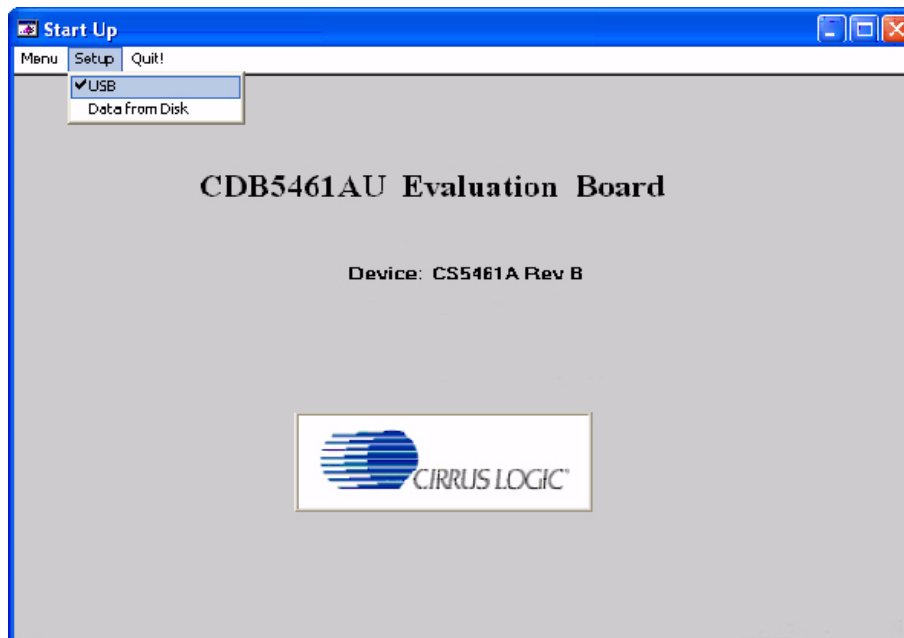 Start Up
Menu Setup Quit!
USB
Data from Disk
CDB5461AU Evaluation Board
Device: CS5461A Rev B
CIRRUS LOGIC